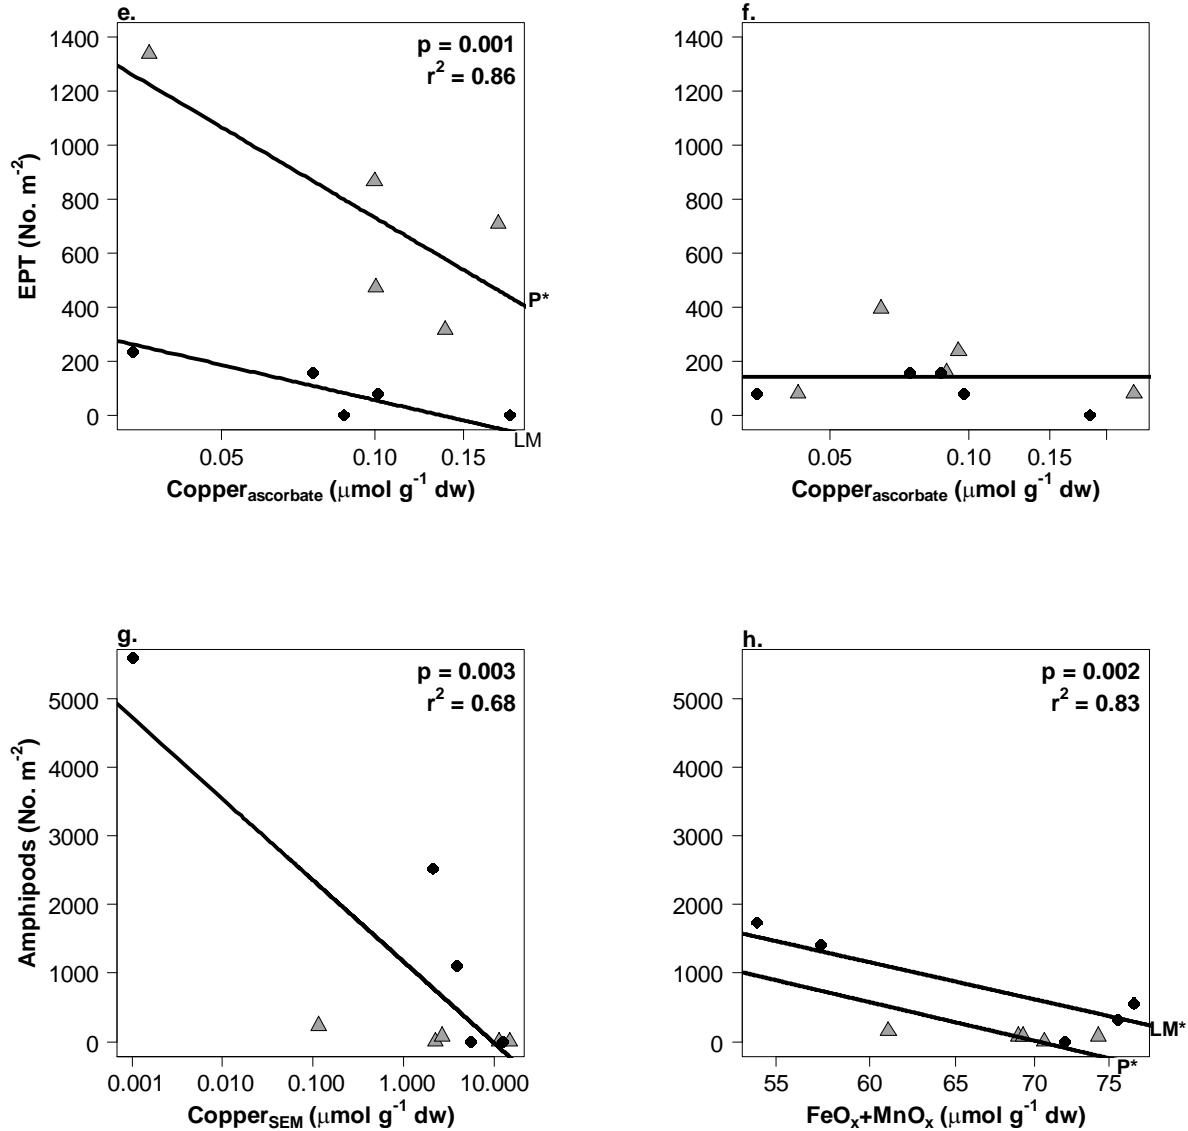 e.
p = 0.001
r² = 0.86
1400
1200
1000
800
600
400
200
0
EPT (No. m⁻²)
P*
LM
0.05 0.10 0.15
Copper_ascorbate (μmol g⁻¹ dw)
f.
1400
1200
1000
800
600
400
200
0
0.05 0.10 0.15
Copper_ascorbate (μmol g⁻¹ dw)
g.
p = 0.003
r² = 0.68
5000
4000
3000
2000
1000
0
Amphipods (No. m⁻²)
0.001 0.010 0.100 1.000 10.000
Copper_SEM (μmol g⁻¹ dw)
h.
p = 0.002
r² = 0.83
5000
4000
3000
2000
1000
0
LM*
P*
55 60 65 70 75
FeOₓ+MnOₓ (μmol g⁻¹ dw)